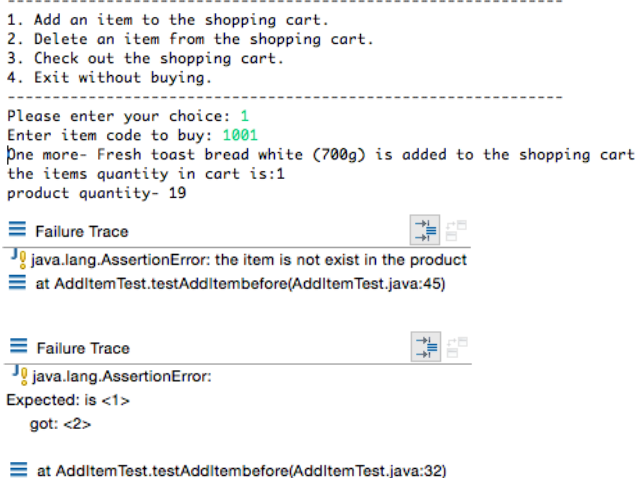 ------------------------------------------------------------
1. Add an item to the shopping cart.
2. Delete an item from the shopping cart.
3. Check out the shopping cart.
4. Exit without buying.
------------------------------------------------------------
Please enter your choice: 1
Enter item code to buy: 1001
One more- Fresh toast bread white (700g) is added to the shopping cart
the items quantity in cart is:1
product quantity- 19
Failure Trace
java.lang.AssertionError: the item is not exist in the product
at AddItemTest.testAddItembefore(AddItemTest.java:45)
Failure Trace
java.lang.AssertionError:
Expected: is <1>
got: <2>
at AddItemTest.testAddItembefore(AddItemTest.java:32)